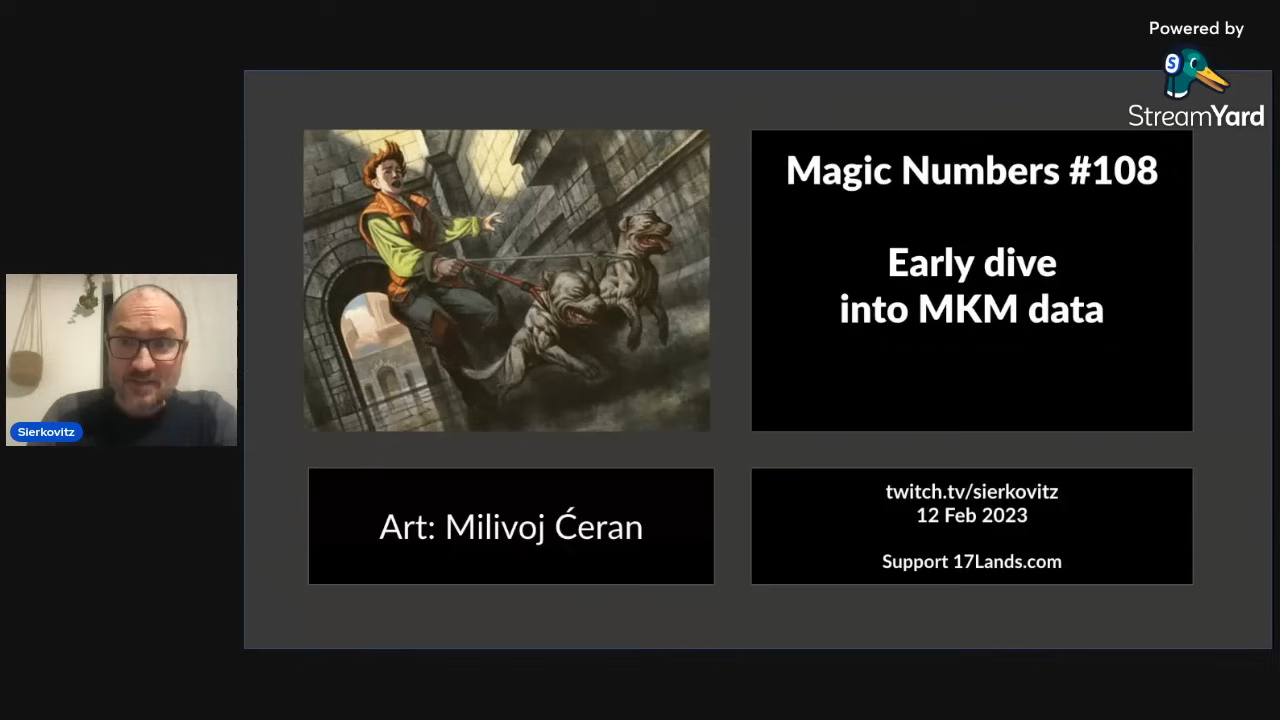 Powered by
S
StreamYard
Magic Numbers #108
Early dive
into MKM data
Sierkovitz
Art: Milivoj Ćeran
twitch.tv/sierkovitz
12 Feb 2023
Support 17Lands.com